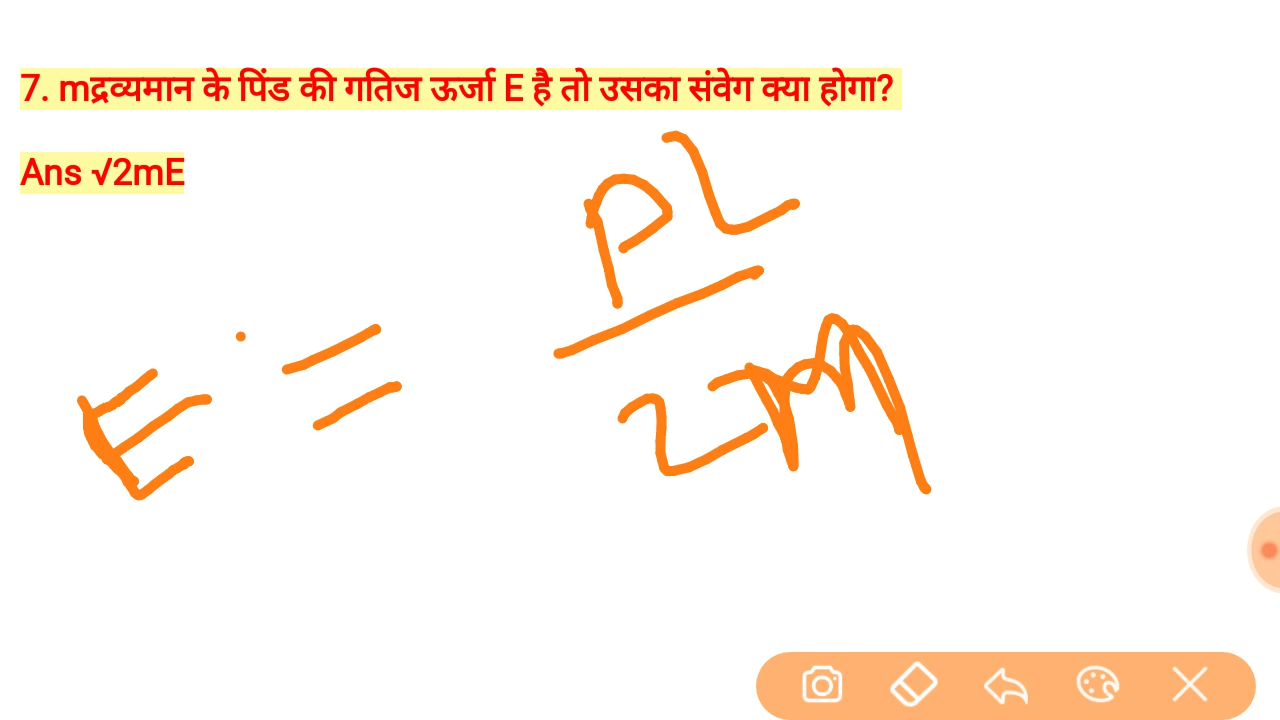 7. mद्रव्यमान के पिंड की गतिज ऊर्जा E है तो उसका संवेग क्या होगा?
Ans √2mE
P2
E = 
2m